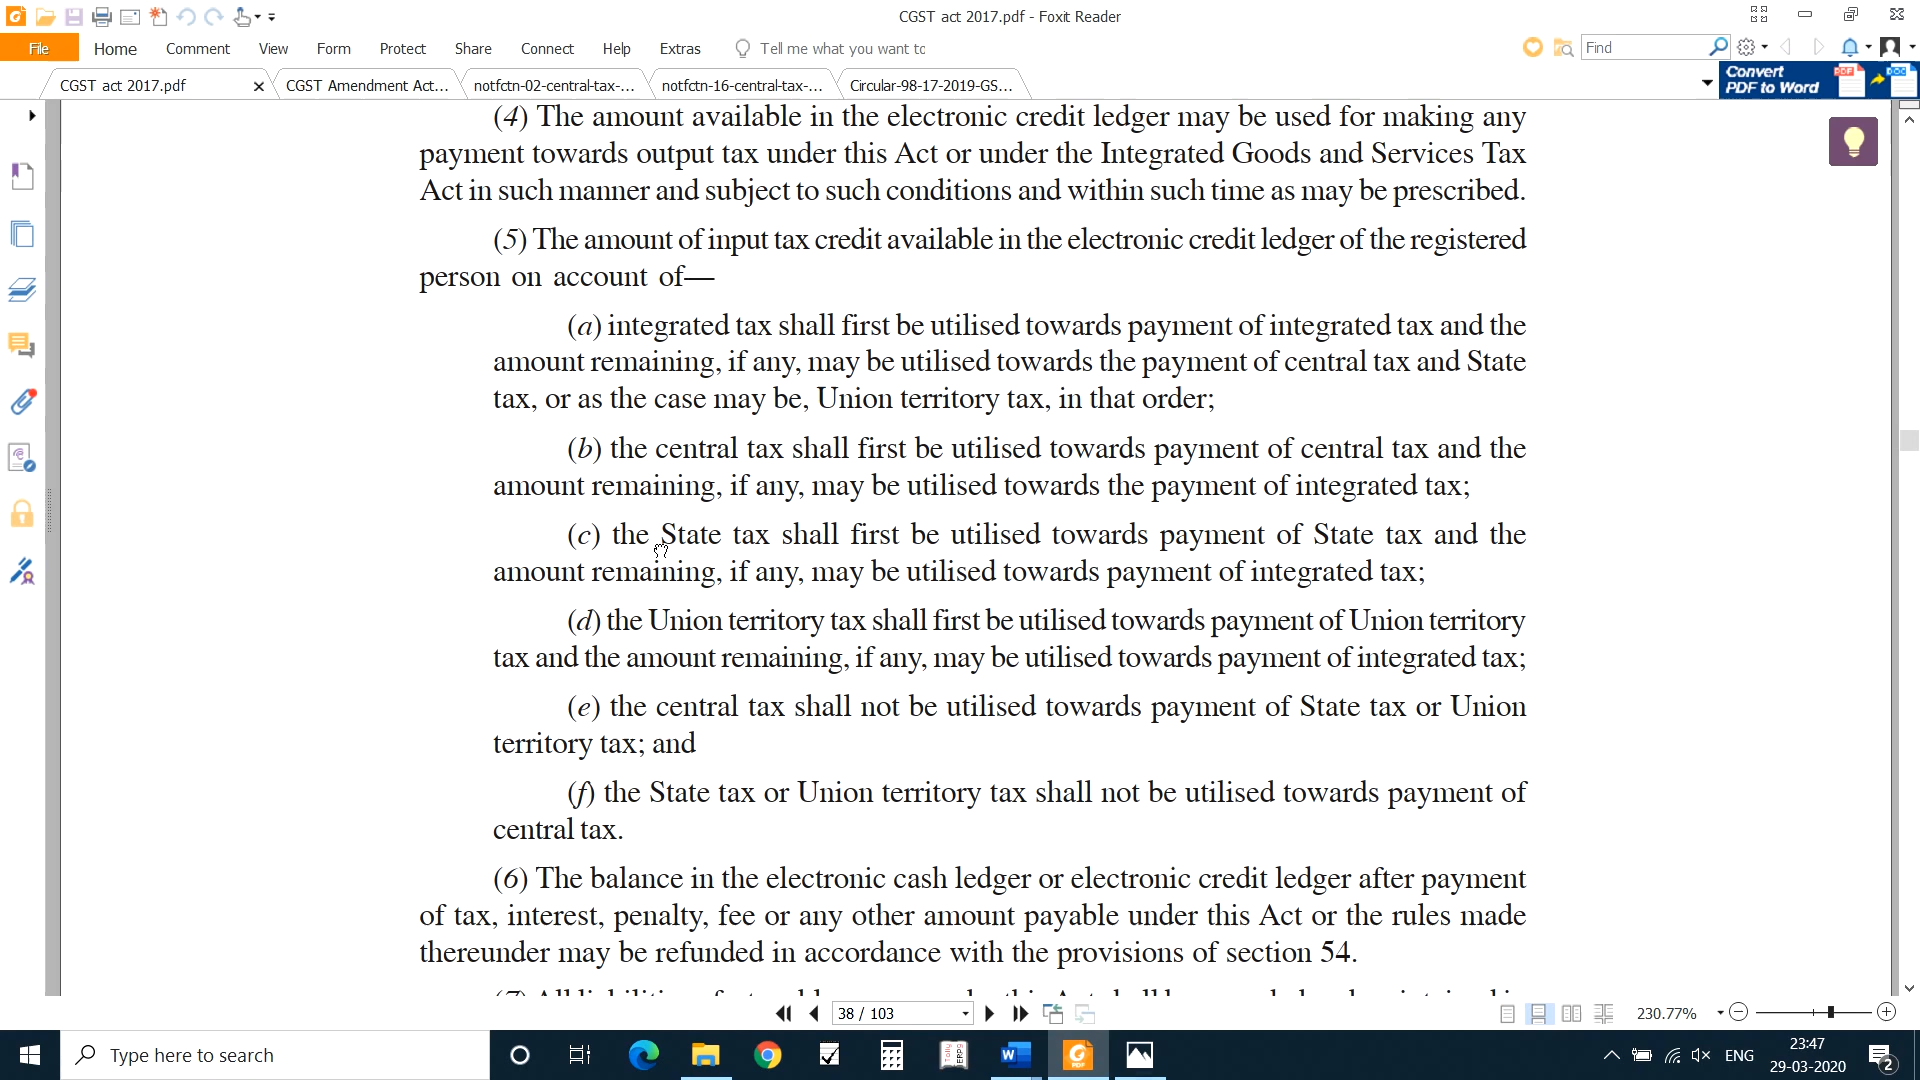 CGST act 2017.pdf - Foxit Reader
File Home Comment View Form Protect Share Connect Help Extras Tell me what you want to Find
CGST act 2017.pdf CGST Amendment Act... notfctn-02-central-tax-... notfctn-16-central-tax-... Circular-98-17-2019-GS...
Convert
PDF to Word
(4) The amount available in the electronic credit ledger may be used for making any
payment towards output tax under this Act or under the Integrated Goods and Services Tax
Act in such manner and subject to such conditions and within such time as may be prescribed.
(5) The amount of input tax credit available in the electronic credit ledger of the registered
person on account of—
(a) integrated tax shall first be utilised towards payment of integrated tax and the
amount remaining, if any, may be utilised towards the payment of central tax and State
tax, or as the case may be, Union territory tax, in that order;
(b) the central tax shall first be utilised towards payment of central tax and the
amount remaining, if any, may be utilised towards the payment of integrated tax;
(c) the State tax shall first be utilised towards payment of State tax and the
amount remaining, if any, may be utilised towards payment of integrated tax;
(d) the Union territory tax shall first be utilised towards payment of Union territory
tax and the amount remaining, if any, may be utilised towards payment of integrated tax;
(e) the central tax shall not be utilised towards payment of State tax or Union
territory tax; and
(f) the State tax or Union territory tax shall not be utilised towards payment of
central tax.
(6) The balance in the electronic cash ledger or electronic credit ledger after payment
of tax, interest, penalty, fee or any other amount payable under this Act or the rules made
thereunder may be refunded in accordance with the provisions of section 54.
38 / 103 230.77%
Type here to search
ENG
23:47
29-03-2020
2